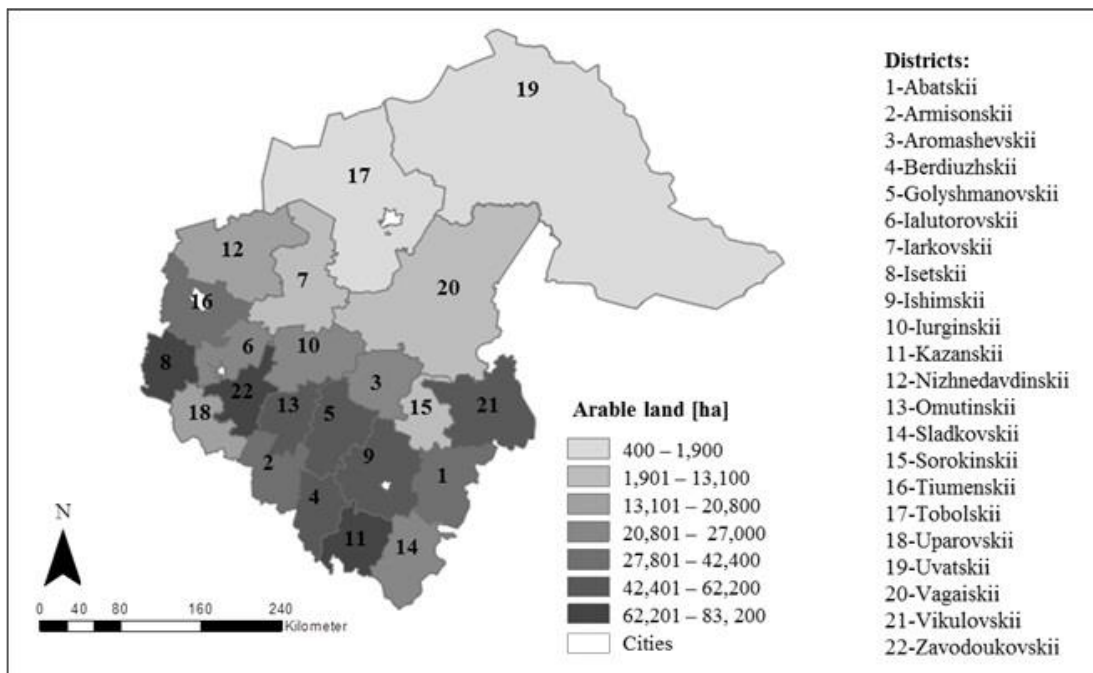 19
17
12
7
20
16
6
10
8
22
3
15
21
18
13
5
2
9
1
4
11
14
N
0 40 80 160 240
Kilometer
Arable land [ha]
400 – 1,900
1,901 – 13,100
13,101 – 20,800
20,801 – 27,000
27,801 – 42,400
42,401 – 62,200
62,201 – 83, 200
Cities
Districts:
1-Abatskii
2-Armisonskii
3-Aromashevskii
4-Berdiuzhskii
5-Golyshmanovskii
6-Ialutorovskii
7-Iarkovskii
8-Isetskii
9-Ishimskii
10-Iurginskii
11-Kazanskii
12-Nizhnedavdinskii
13-Omutinskii
14-Sladkovskii
15-Sorokinskii
16-Tiumenskii
17-Tobolskii
18-Uparovskii
19-Uvatskii
20-Vagaiskii
21-Vikulovskii
22-Zavodoukovskii